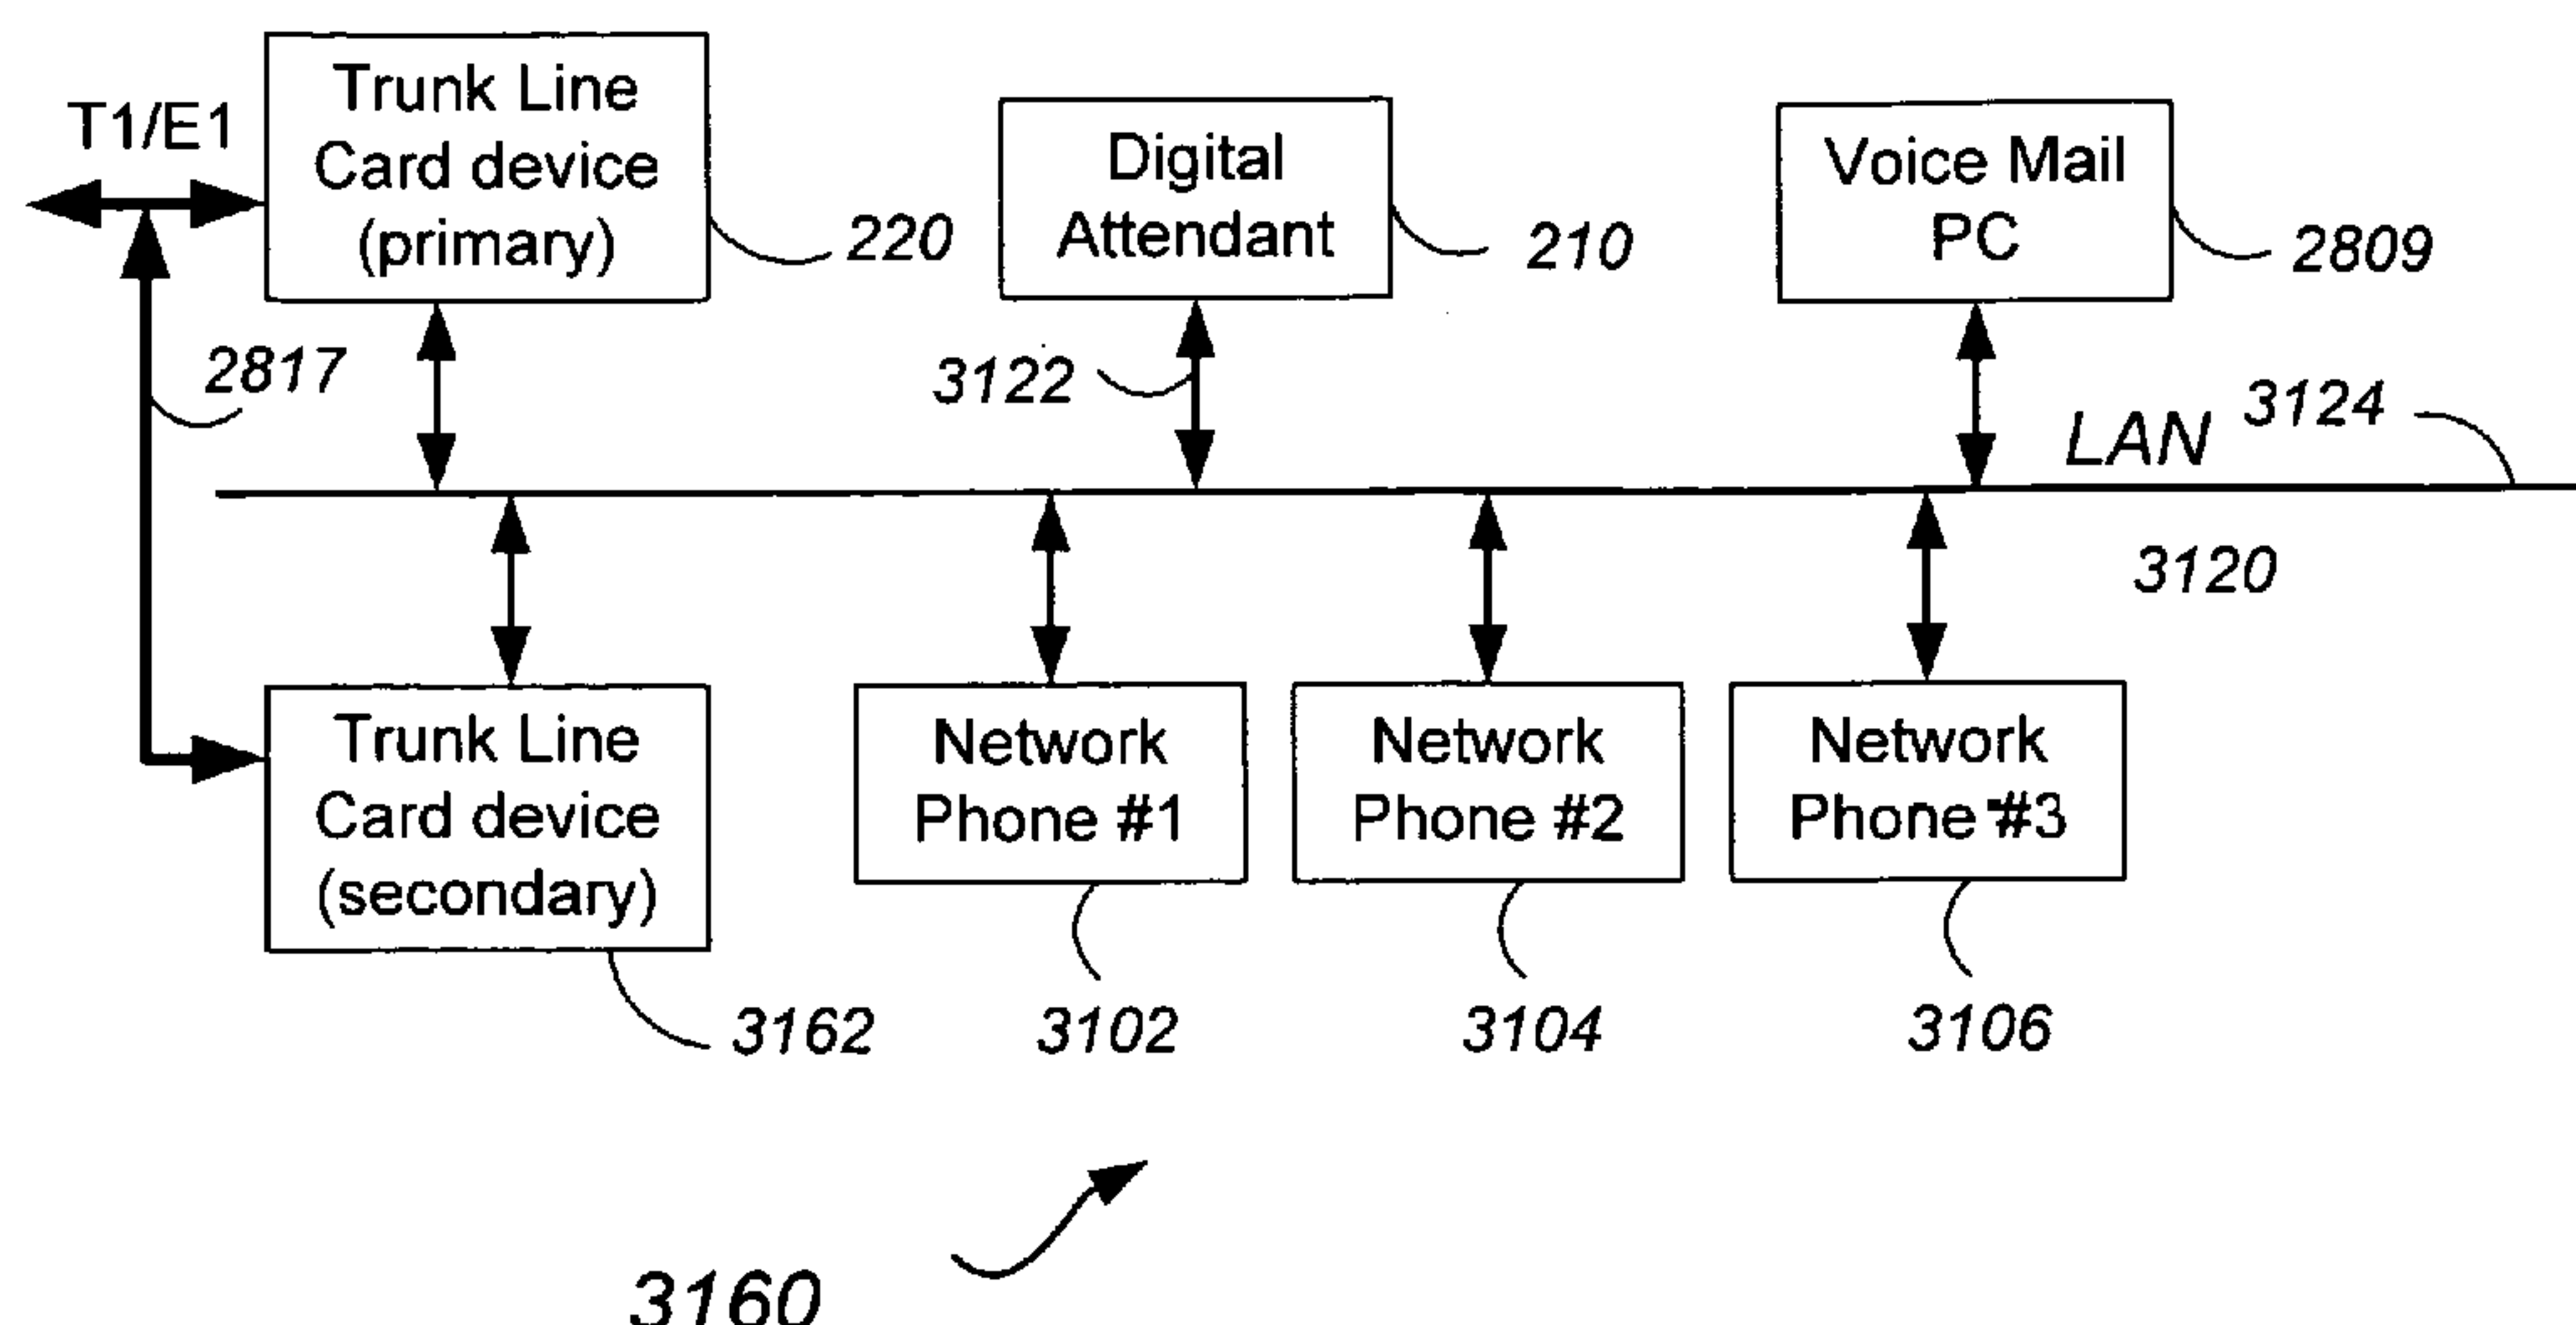 T1/E1
Trunk Line
Card device
(primary)
220
Digital
Attendant
210
Voice Mail
PC
2809
2817
3122
LAN
3124
3120
Trunk Line
Card device
(secondary)
3162
Network
Phone #1
3102
Network
Phone #2
3104
Network
Phone #3
3106
3160